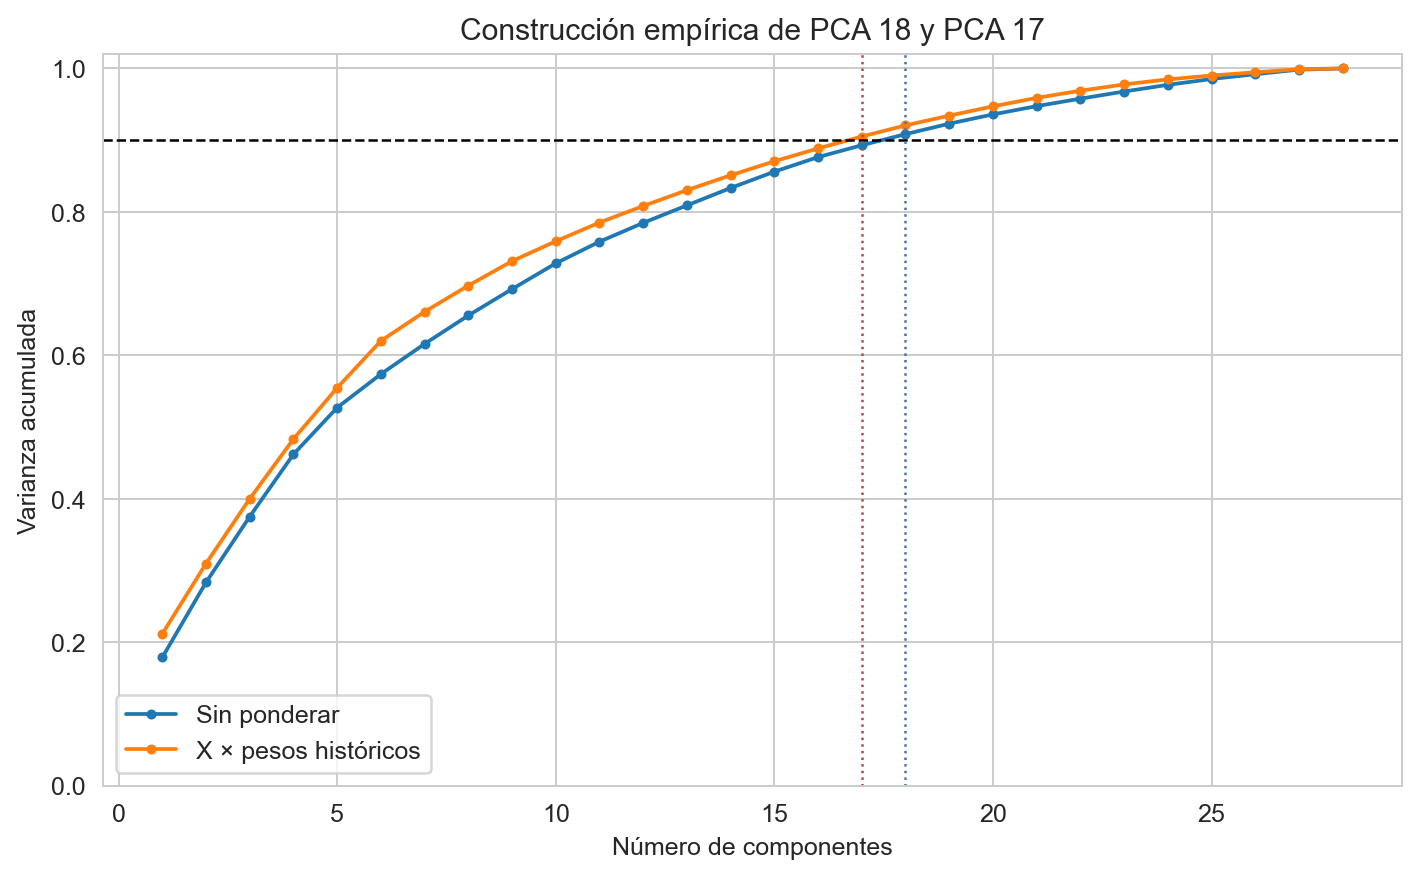 Construcción empírica de PCA 18 y PCA 17
Varianza acumulada
1.0
0.8
0.6
0.4
0.2
0.0
Sin ponderar
X × pesos históricos
0 5 10 15 20 25
Número de componentes